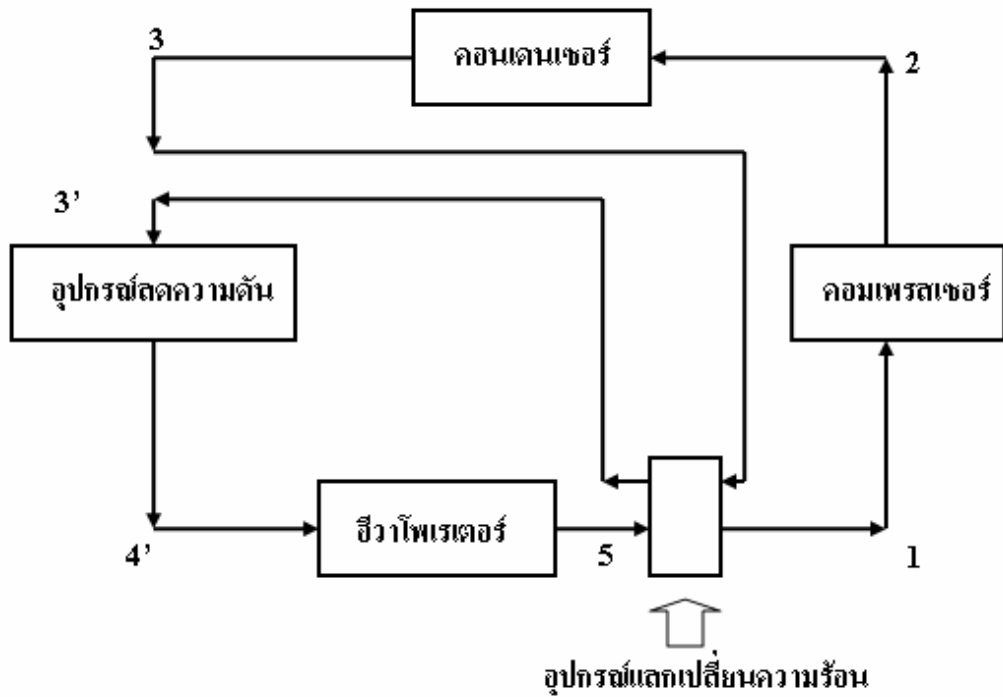 3
คอนเดนเซอร์
2
3’
อุปกรณ์ลดความดัน
คอมเพรสเซอร์
อีวาโพเรเตอร์
4’
5
1
อุปกรณ์แลกเปลี่ยนความร้อน